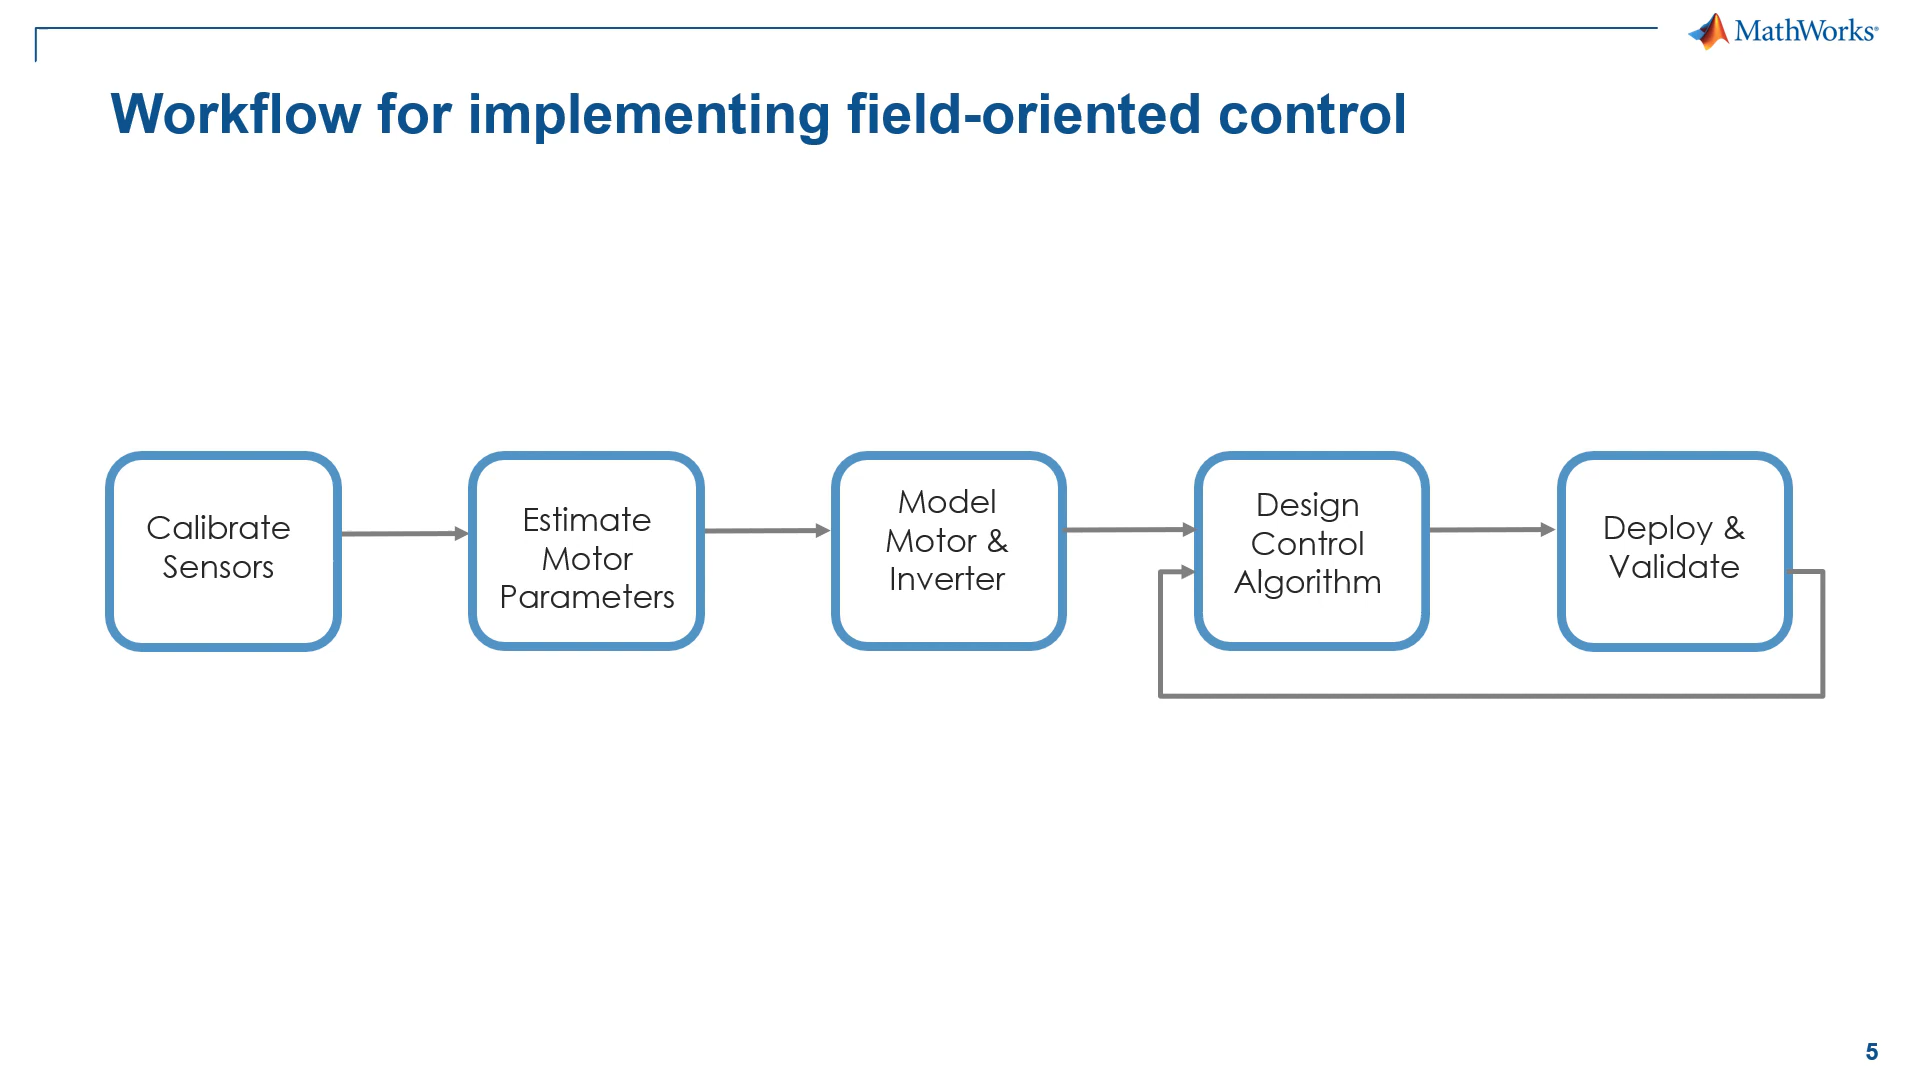 MathWorks®
Workflow for implementing field-oriented control
Calibrate
Sensors
Estimate
Motor
Parameters
Model
Motor &
Inverter
Design
Control
Algorithm
Deploy &
Validate
5